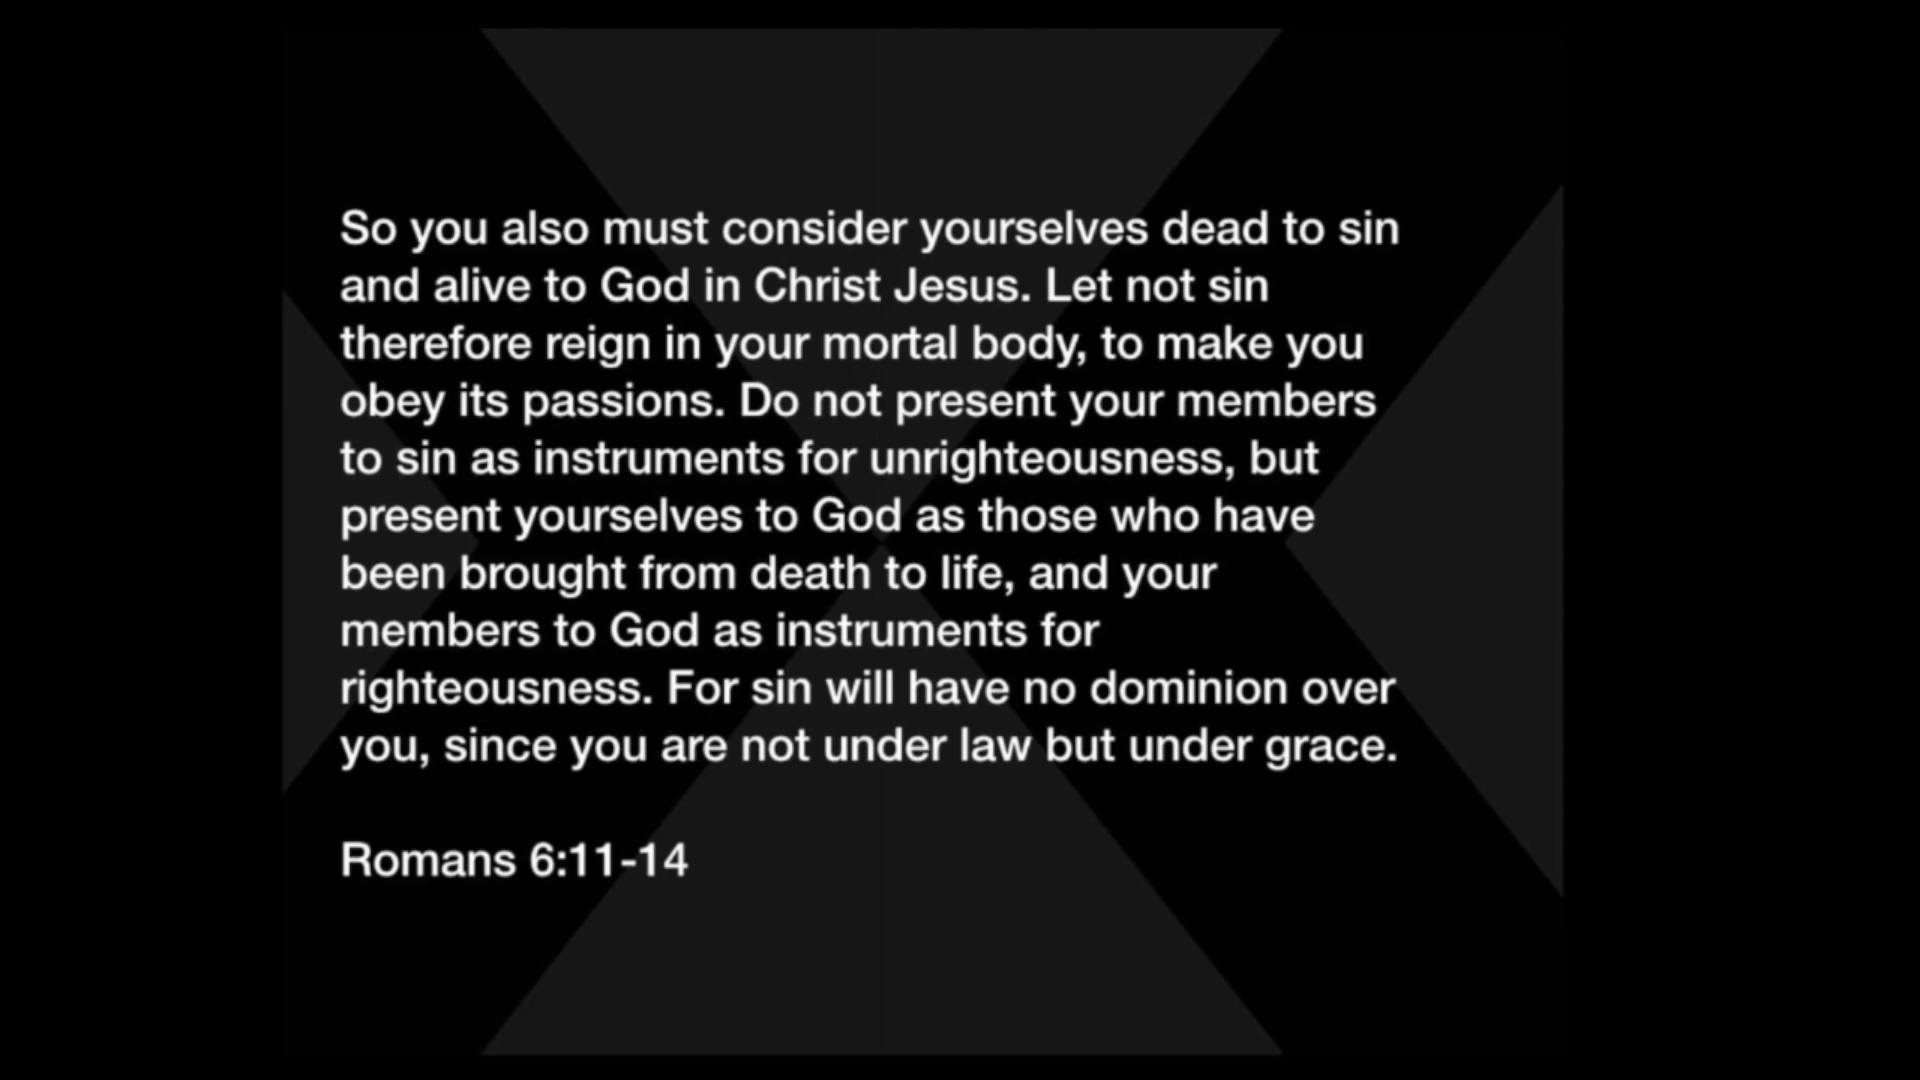 So you also must consider yourselves dead to sin
and alive to God in Christ Jesus. Let not sin
therefore reign in your mortal body, to make you
obey its passions. Do not present your members
to sin as instruments for unrighteousness, but
present yourselves to God as those who have
been brought from death to life, and your
members to God as instruments for
righteousness. For sin will have no dominion over
you, since you are not under law but under grace.
Romans 6:11-14